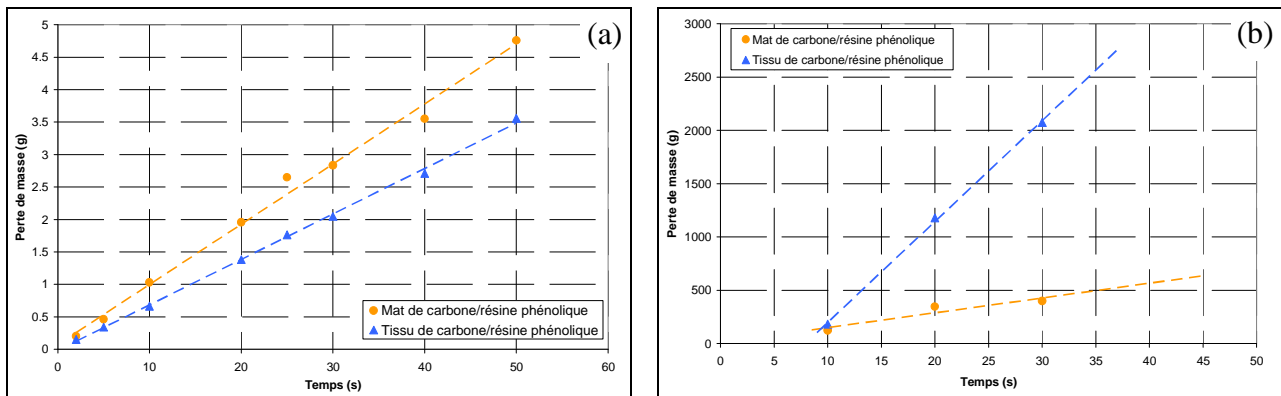 (a)
Perte de masse (g)
5
4.5
4
3.5
3
2.5
2
1.5
1
0.5
0
0 10 20 30 40 50 60
Temps (s)
Mat de carbone/résine phénolique
Tissu de carbone/résine phénolique
(b)
Mat de carbone/résine phénolique
Tissu de carbone/résine phénolique
Perte de masse (g)
3000
2500
2000
1500
1000
500
0
0 5 10 15 20 25 30 35 40 45 50
Temps (s)